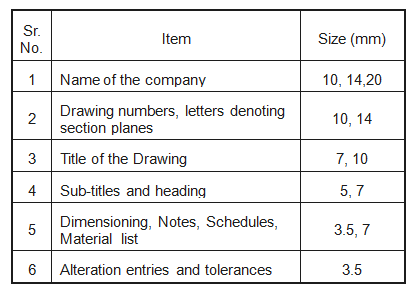 Sr. No. Item Size (mm)
1 Name of the company 10, 14,20
2 Drawing numbers, letters denoting
section planes 10, 14
3 Title of the Drawing 7, 10
4 Sub-titles and heading 5, 7
5 Dimensioning, Notes, Schedules,
Material list 3.5, 7
6 Alteration entries and tolerances 3.5